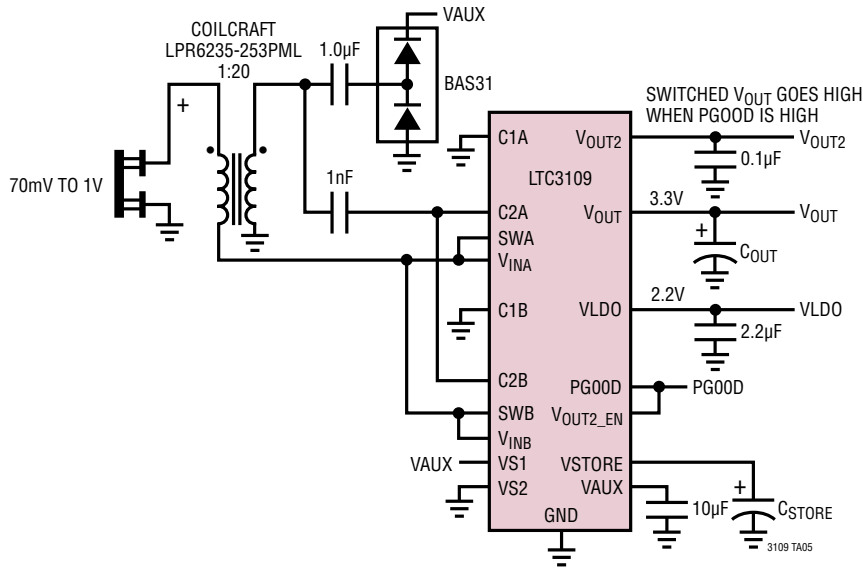 COILCRAFT
LPR6235-253PML
1:20
1.0µF
VAUX
BAS31
+
70mV TO 1V
1nF
C1A
C2A
SWA
VINA
C1B
C2B
SWB
VINB
VAUX
VS1
VS2
LTC3109
GND
VOUT2
VOUT
VLDO
PG00D
VOUT2_EN
VSTORE
VAUX
SWITCHED VOUT GOES HIGH
WHEN PGOOD IS HIGH
VOUT2
0.1µF
3.3V
VOUT
+
COUT
2.2V
VLDO
2.2µF
PG00D
10µF
+
CSTORE
3109 TA05